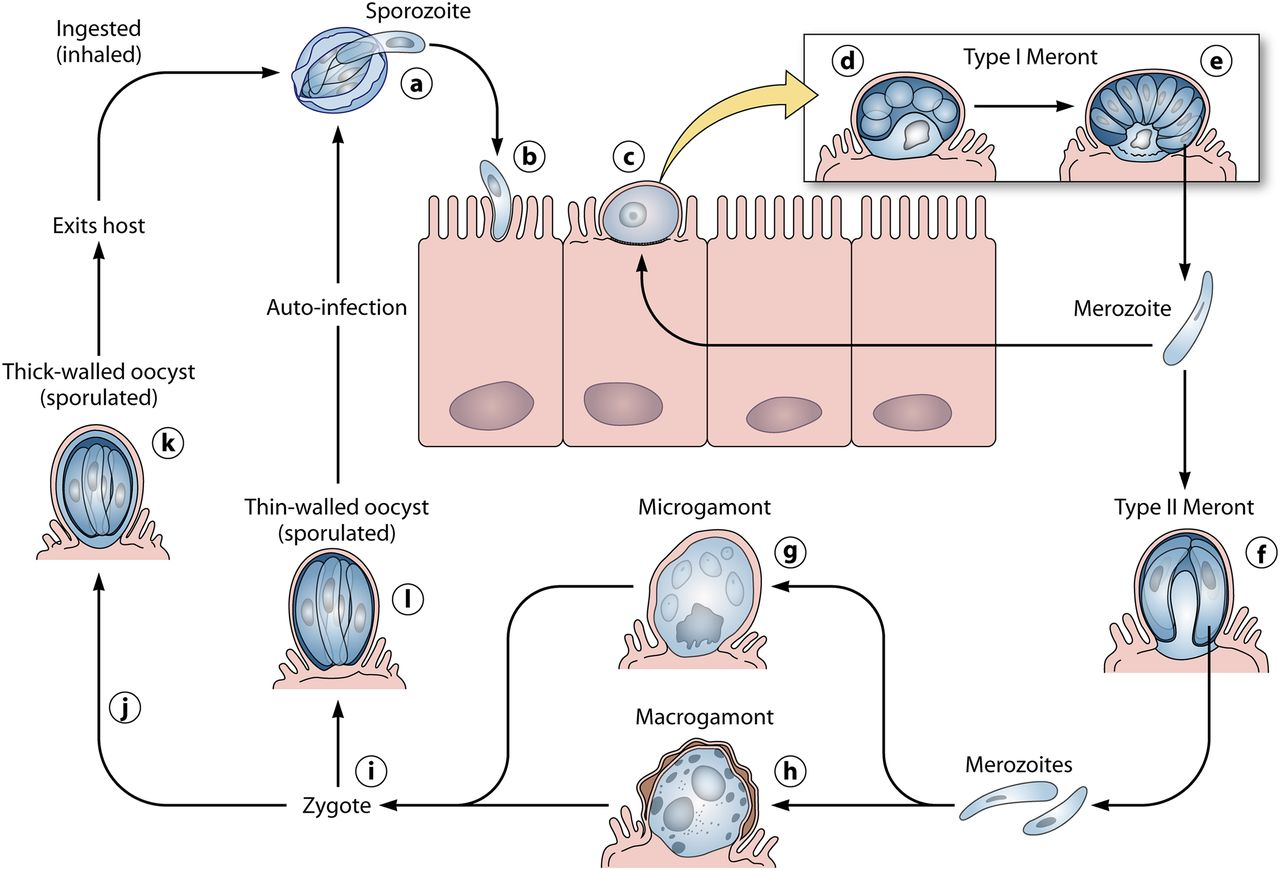 Sporozoite
Ingested
(inhaled)
a
Type I Meront
d
e
b
c
Exits host
Auto-infection
Merozoite
Thick-walled oocyst
(sporulated)
k
Thin-walled oocyst
(sporulated)
Microgamont
Type II Meront
g
f
l
j
Macrogamont
i
h
Merozoites
Zygote